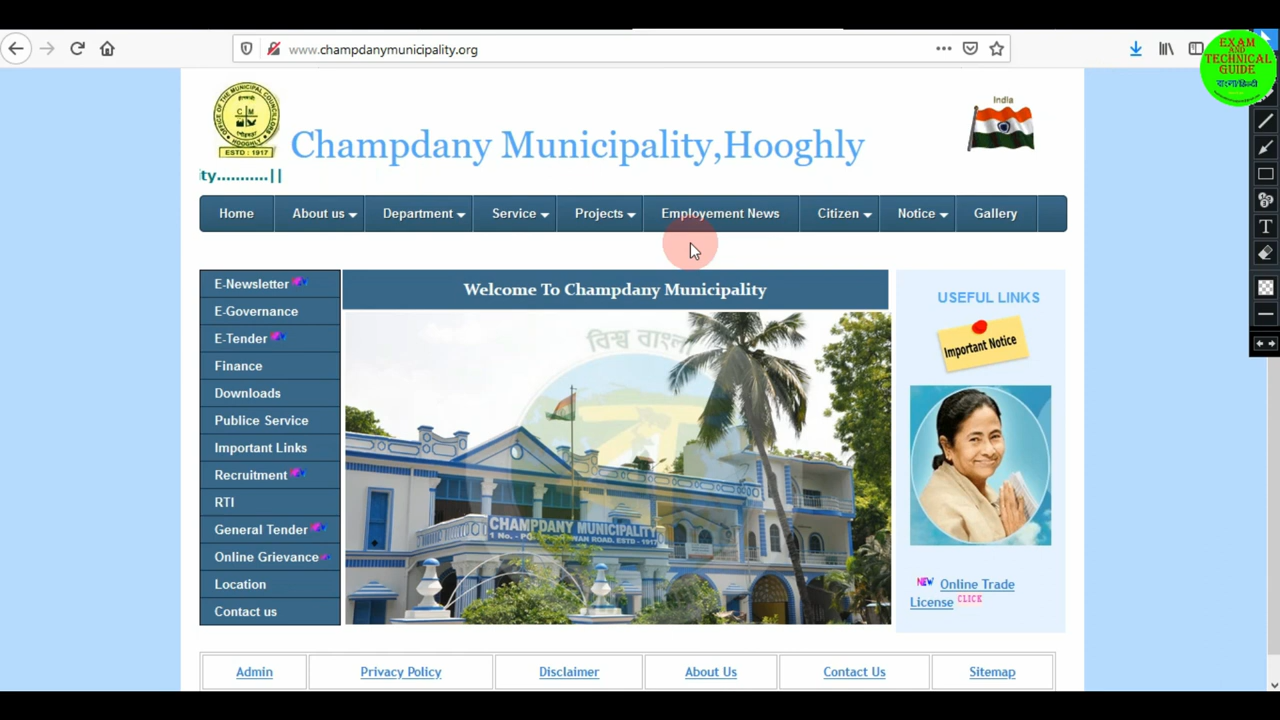 www.champdanymunicipality.org
EXAM
AND
TECHNICAL
GUIDE
বাংলা/हिन्दी
C M
HOOGHLY
ESTD : 1917
Champdany Municipality,Hooghly
India
ity...........||
Home About us Department Service Projects Employement News Citizen Notice Gallery
E-Newsletter
E-Governance
E-Tender
Finance
Downloads
Publice Service
Important Links
Recruitment
RTI
General Tender
Online Grievance
Location
Contact us
Welcome To Champdany Municipality
বিশ্ব বাংলা
CHAMPDANY MUNICIPALITY
USEFUL LINKS
Important Notice
NEW Online Trade
License CLICK
Admin Privacy Policy Disclaimer About Us Contact Us Sitemap
T